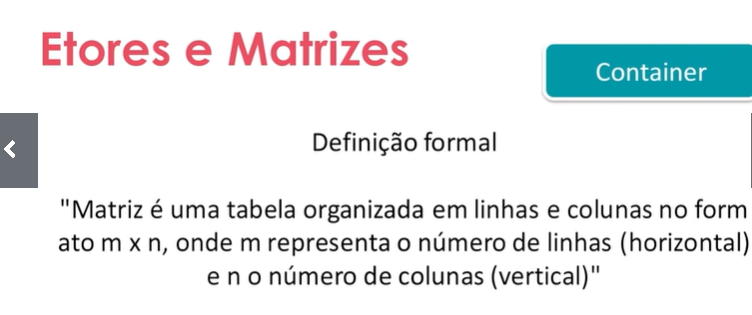 Etores e Matrizes
Container
Definição formal
"Matriz é uma tabela organizada em linhas e colunas no form
ato m x n, onde m representa o número de linhas (horizontal)
e n o número de colunas (vertical)"